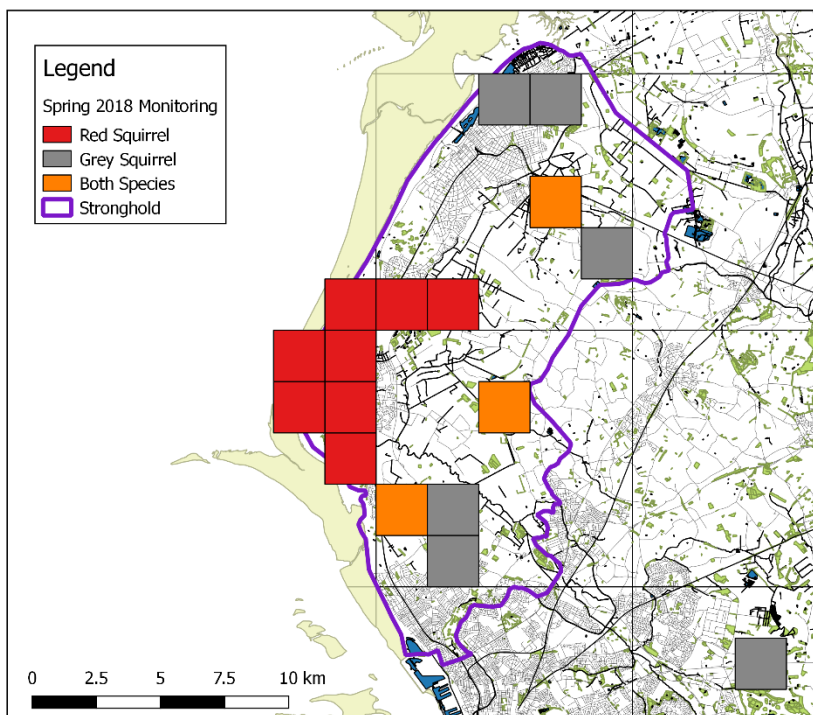 Legend
Spring 2018 Monitoring
Red Squirrel
Grey Squirrel
Both Species
Stronghold
0 2.5 5 7.5 10 km